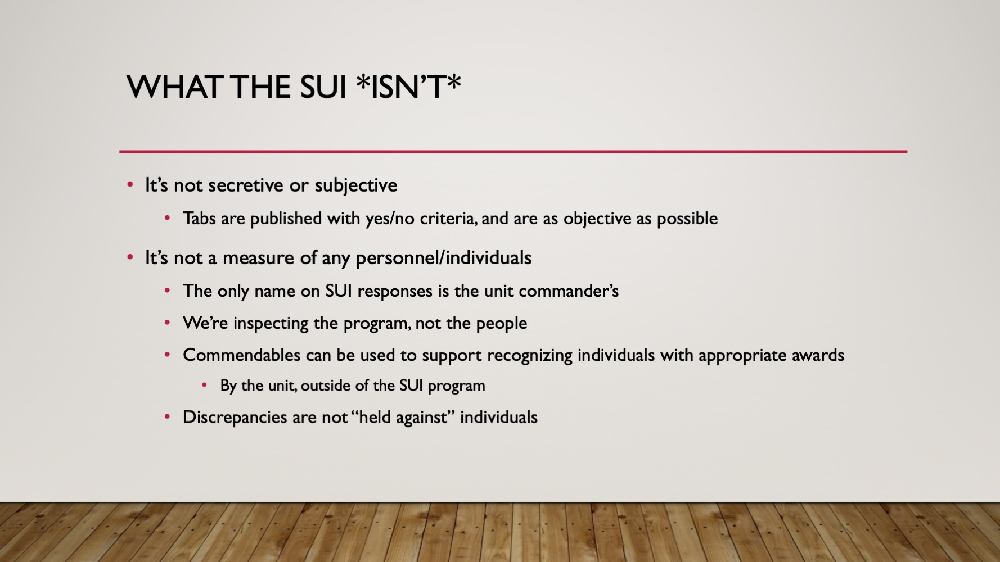 WHAT THE SUI *ISN’T*
• It’s not secretive or subjective
• Tabs are published with yes/no criteria, and are as objective as possible
• It’s not a measure of any personnel/individuals
• The only name on SUI responses is the unit commander’s
• We’re inspecting the program, not the people
• Commendables can be used to support recognizing individuals with appropriate awards
• By the unit, outside of the SUI program
• Discrepancies are not “held against” individuals